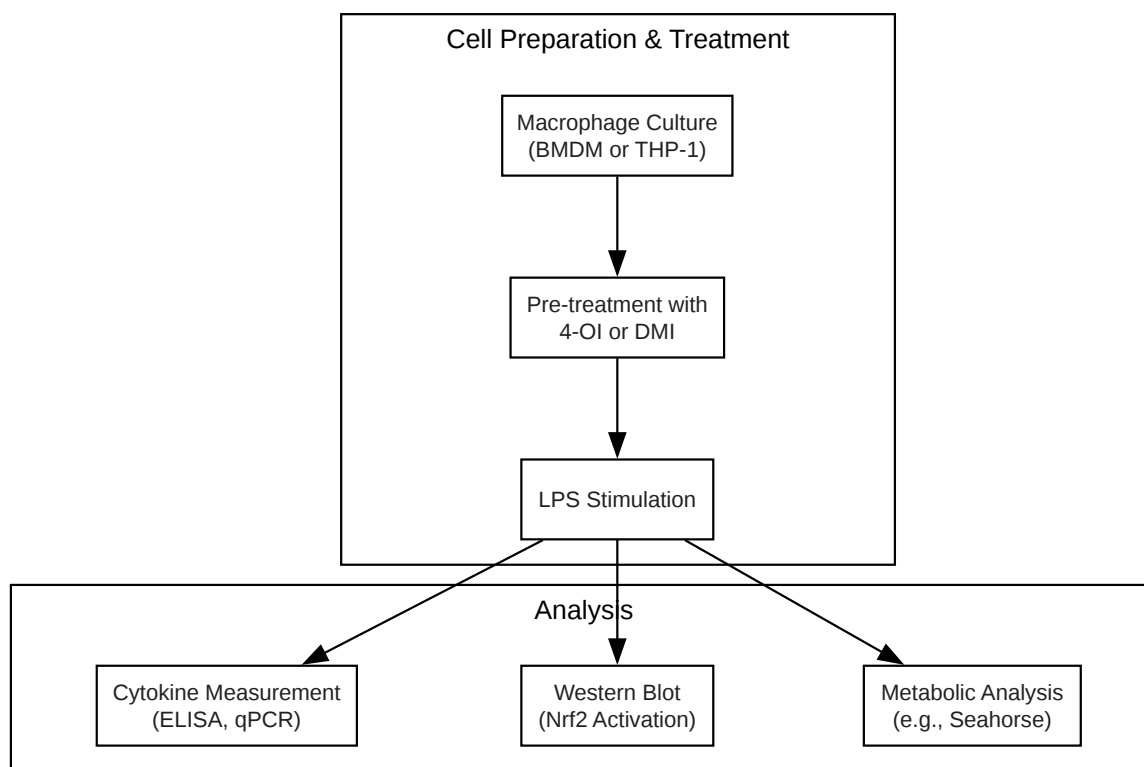 Cell Preparation & Treatment
Macrophage Culture
(BMDM or THP-1)
Pre-treatment with
4-OI or DMI
LPS Stimulation
Analysis
Cytokine Measurement
(ELISA, qPCR)
Western Blot
(Nrf2 Activation)
Metabolic Analysis
(e.g., Seahorse)